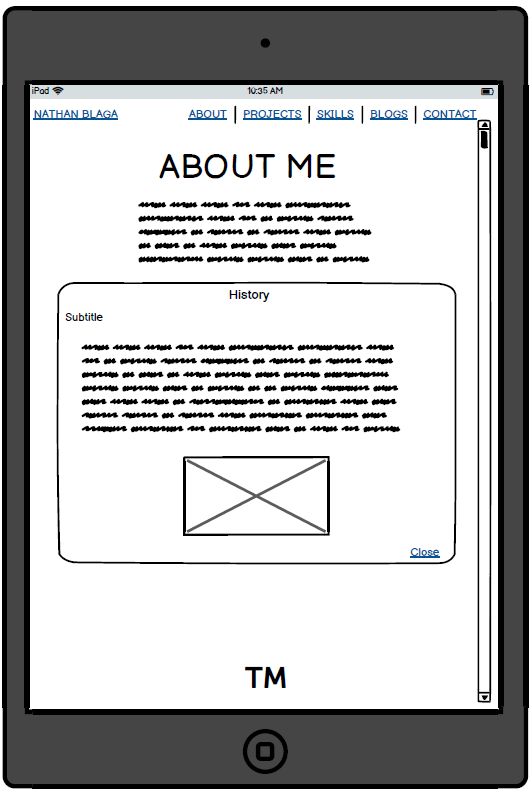 iPad 10:35 AM
NATHAN BLAGA ABOUT PROJECTS SKILLS BLOGS CONTACT
ABOUT ME
History
Subtitle
Close
TM